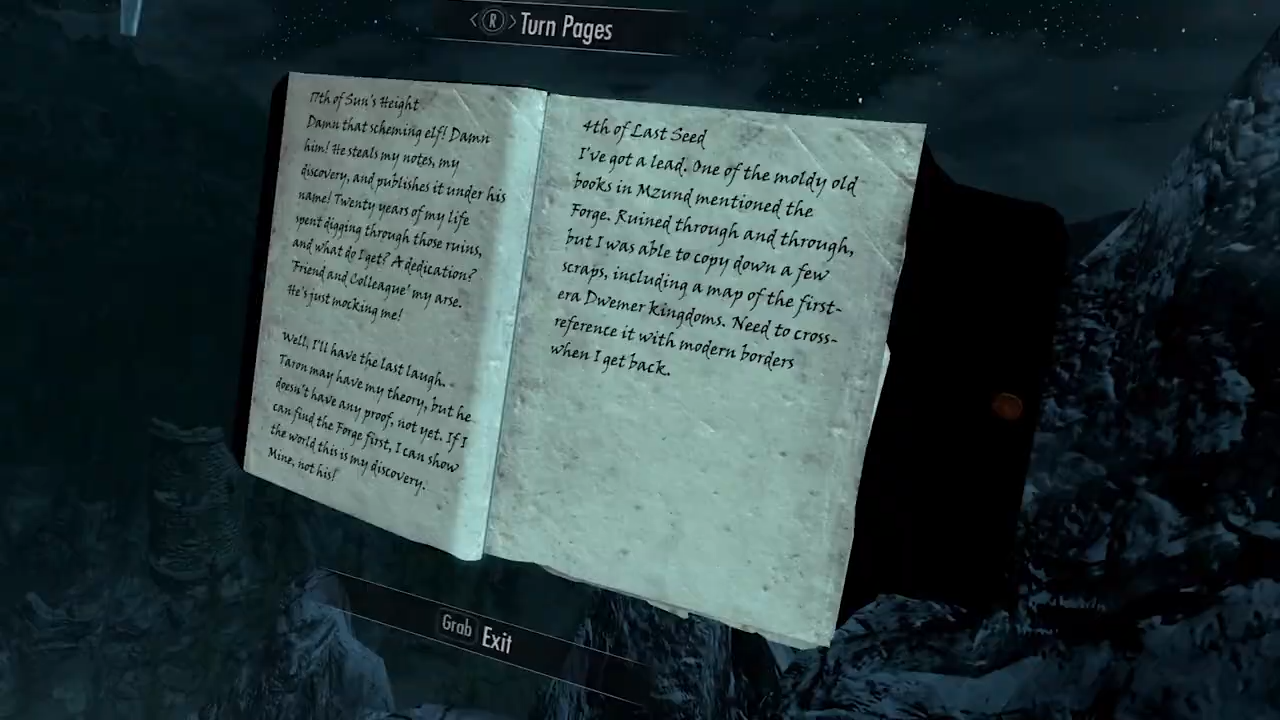 <R> Turn Pages
17th of Sun's Height
Damn that scheming elf! Damn
him! He steals my notes, my
discovery, and publishes it under his
name! Twenty years of my life
spent digging through those ruins,
and what do I get? A dedication?
'Friend and Colleague' my arse.
He's just mocking me!
Well, I'll have the last laugh.
Taron may have my theory, but he
doesn't have any proof, not yet. If I
can find the Forge first, I can show
the world this is my discovery.
Mine, not his!
4th of Last Seed
I've got a lead. One of the moldy old
books in Mzund mentioned the
Forge. Ruined through and through,
but I was able to copy down a few
scraps, including a map of the first-
era Dwemer kingdoms. Need to cross-
reference it with modern borders
when I get back.
Grab Exit